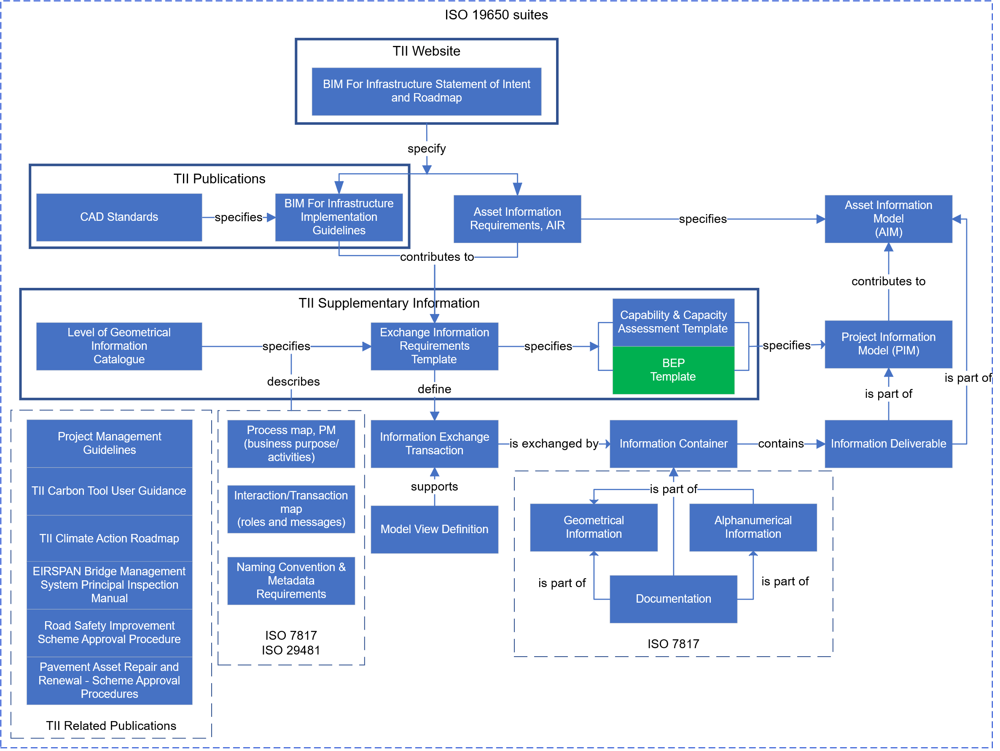 ISO 19650 suites
TII Website
BIM For Infrastructure Statement of Intent
and Roadmap
specify
TII Publications
CAD Standards
specifies
BIM For Infrastructure
Implementation
Guidelines
Asset Information
Requirements, AIR
specifies
Asset Information
Model
(AIM)
contributes to
contributes to
TII Supplementary Information
Level of Geometrical
Information
Catalogue
specifies
describes
Exchange Information
Requirements
Template
define
specifies
Capability & Capacity
Assessment Template
BEP
Template
specifies
Project Information
Model (PIM)
is part of
is part of
Project Management
Guidelines
TII Carbon Tool User Guidance
TII Climate Action Roadmap
EIRSPAN Bridge Management
System Principal Inspection
Manual
Road Safety Improvement
Scheme Approval Procedure
Pavement Asset Repair and
Renewal - Scheme Approval
Procedures
TII Related Publications
Process map, PM
(business purpose/
activities)
Interaction/Transaction
map
(roles and messages)
Naming Convention &
Metadata
Requirements
ISO 7817
ISO 29481
Information Exchange
Transaction
is exchanged by
Information Container
contains
Information Deliverable
supports
Model View Definition
is part of
Geometrical
Information
Alphanumerical
Information
is part of
is part of
Documentation
ISO 7817